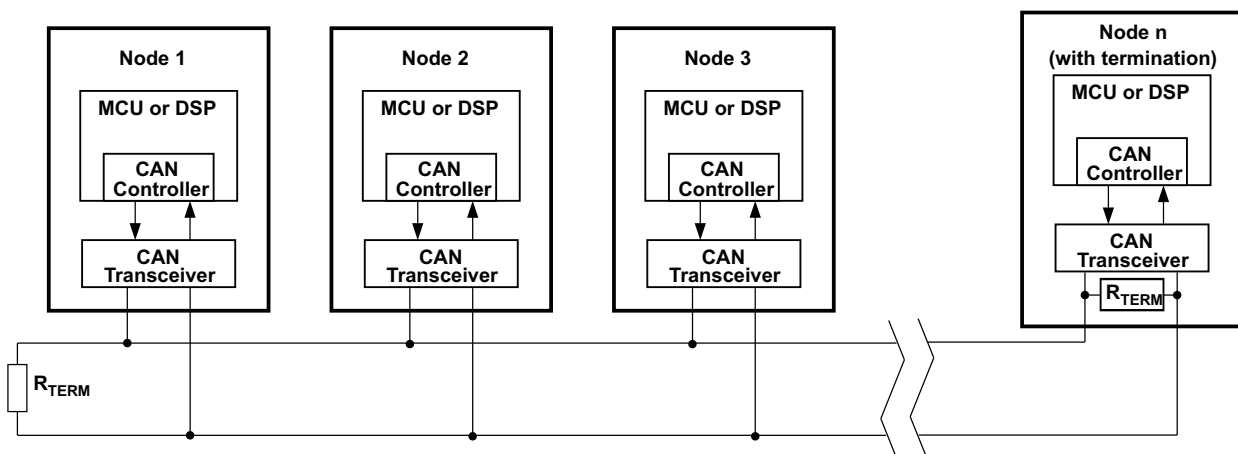 Node 1
MCU or DSP
CAN
Controller
CAN
Transceiver
Node 2
MCU or DSP
CAN
Controller
CAN
Transceiver
Node 3
MCU or DSP
CAN
Controller
CAN
Transceiver
Node n
(with termination)
MCU or DSP
CAN
Controller
CAN
Transceiver
RTERM
RTERM